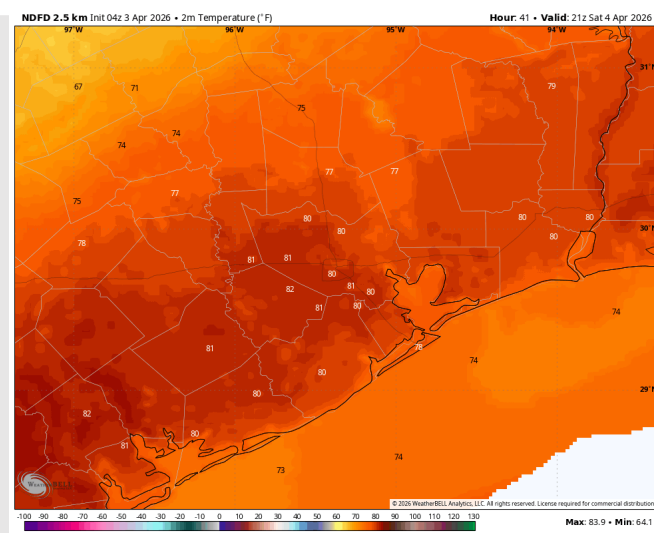 NDFD 2.5 km Init 04z 3 Apr 2026 • 2m Temperature (°F)
Hour: 41 • Valid: 21z Sat 4 Apr 2026
97°W 96°W 95°W 94°W
31°N
67 71 79
75
74 74
77 77 77
75
80 80 80 80
30°N
78 80
81 81
80
82 81 80
81 80
74
81 78
74
80
29°N
80
82
80
81
74
73
WeatherBELL
© 2026 WeatherBELL Analytics, LLC. All rights reserved. License required for commercial distribution
-100 -90 -80 -70 -60 -50 -40 -30 -20 -10 0 10 20 30 40 50 60 70 80 90 100 110 120 130
Max: 83.9 • Min: 64.1